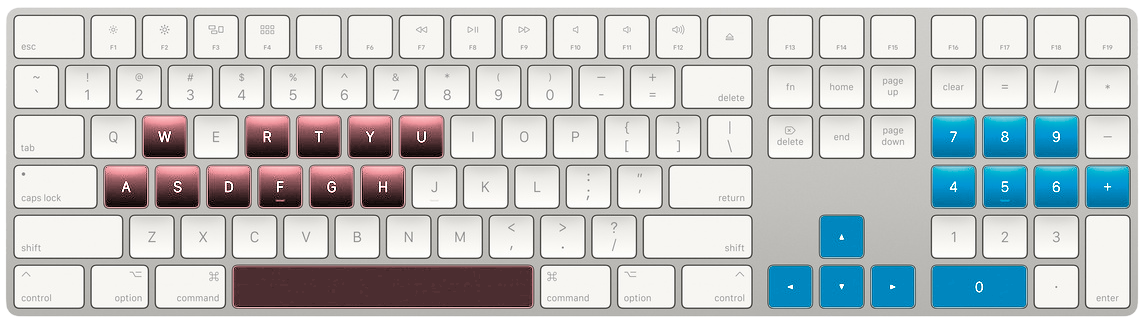 esc F1 F2 F3 F4 F5 F6 F7 F8 F9 F10 F11 F12 F13 F14 F15 F16 F17 F18 F19
~ ! @ # $ % ^ & * ( ) — +
` 1 2 3 4 5 6 7 8 9 0 - = delete fn home page up clear = / *
tab Q W E R T Y U I O P { [ } ] | \ delete end page down 7 8 9 —
caps lock A S D F G H J K L : ; " ' return 4 5 6 +
shift Z X C V B N M < , > . ? / shift ▲ 1 2 3
^ control ⌥ option ⌘ command ⌘ command ⌥ option ^ control ◄ ▼ ► 0 . enter